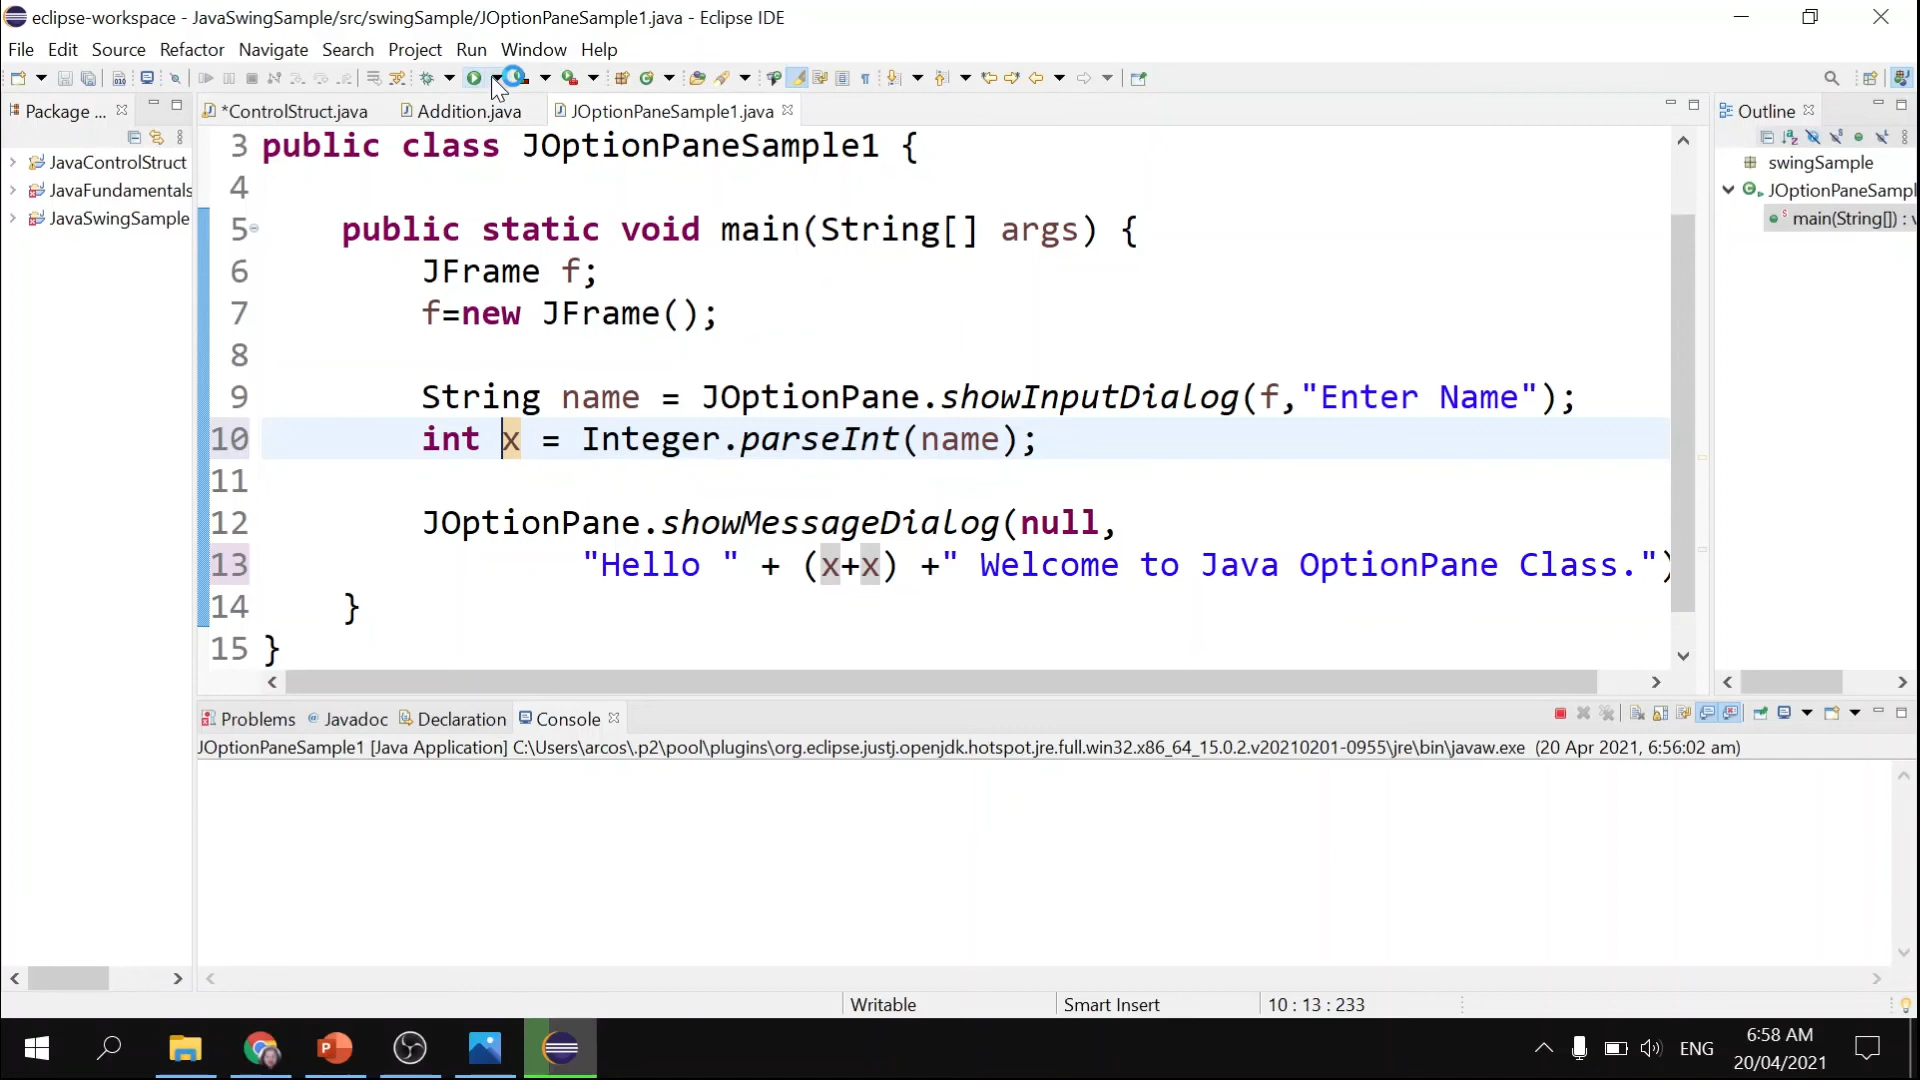 eclipse-workspace - JavaSwingSample/src/swingSample/JOptionPaneSample1.java - Eclipse IDE
File Edit Source Refactor Navigate Search Project Run Window Help
Package ...
*ControlStruct.java Addition.java JOptionPaneSample1.java
Outline
JavaControlStruct
JavaFundamentals
JavaSwingSample
3 public class JOptionPaneSample1 {
4
5 public static void main(String[] args) {
6 JFrame f;
7 f=new JFrame();
8
9 String name = JOptionPane.showInputDialog(f,"Enter Name");
10 int x = Integer.parseInt(name);
11
12 JOptionPane.showMessageDialog(null,
13 "Hello " + (x+x) +" Welcome to Java OptionPane Class.")
14 }
15 }
swingSample
JOptionPaneSampl
main(String[]) : v
Problems Javadoc Declaration Console
JOptionPaneSample1 [Java Application] C:\Users\arcos\.p2\pool\plugins\org.eclipse.justj.openjdk.hotspot.jre.full.win32.x86_64_15.0.2.v20210201-0955\jre\bin\javaw.exe (20 Apr 2021, 6:56:02 am)
Writable Smart Insert 10 : 13 : 233
ENG
6:58 AM
20/04/2021